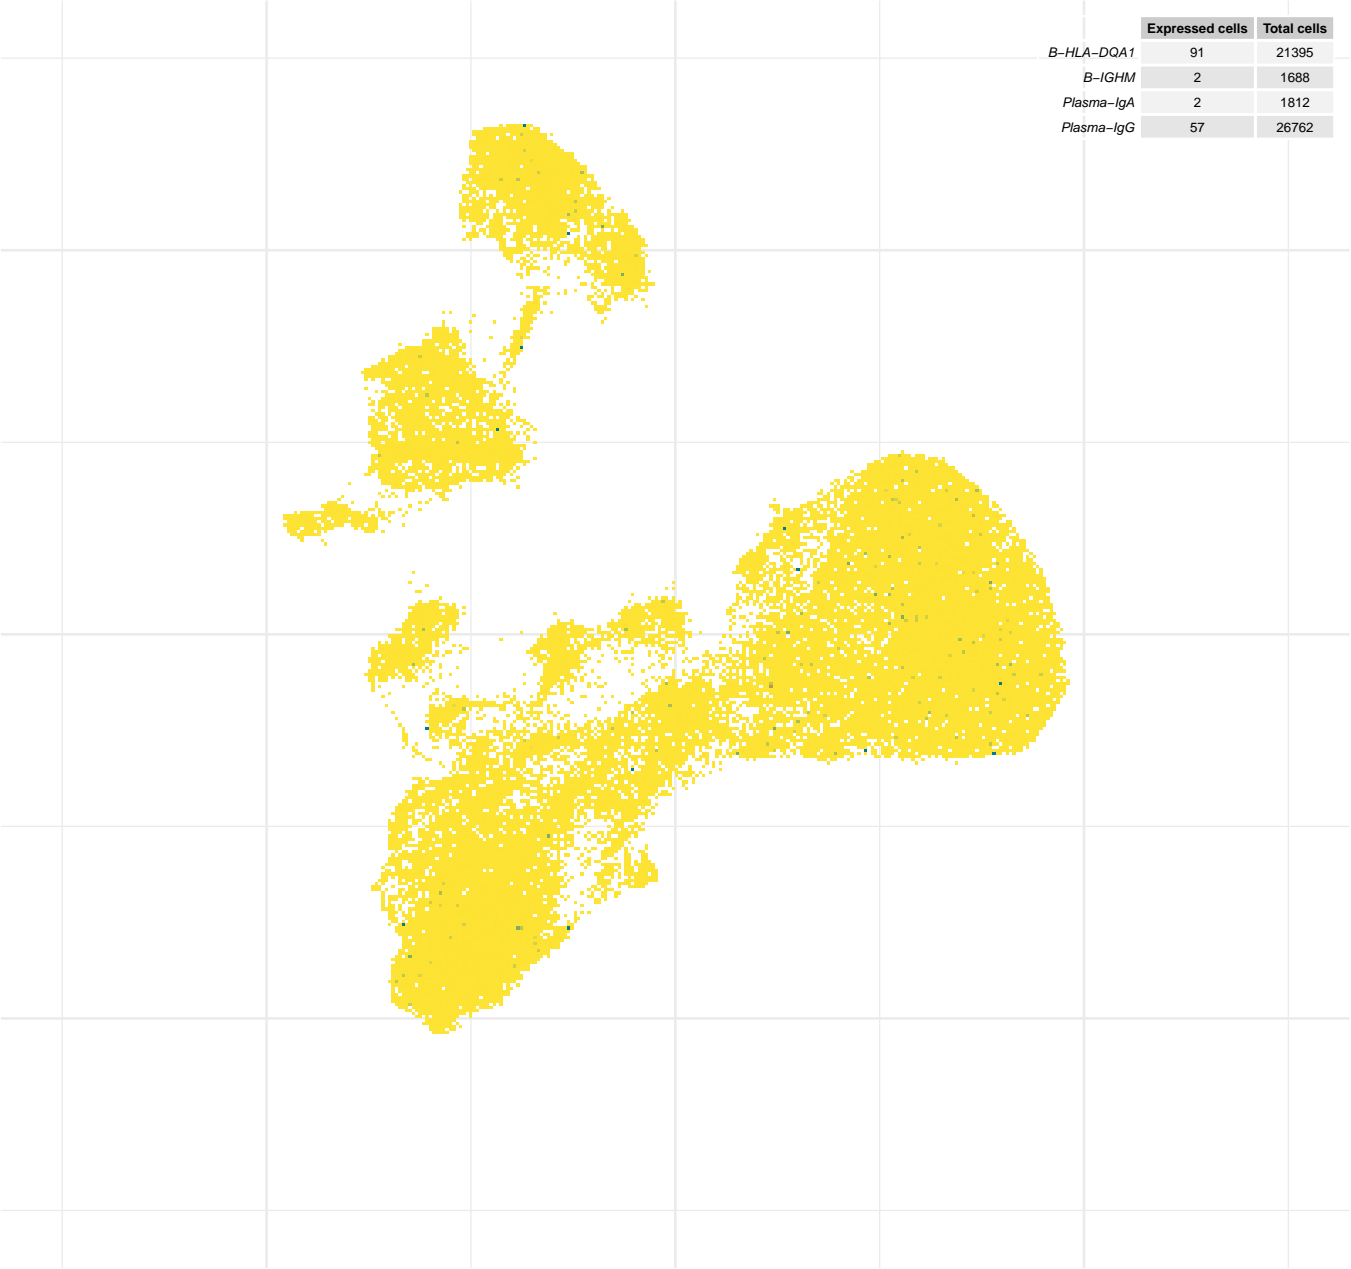 Expressed cells Total cells
B−HLA−DQA1 91 21395
B−IGHM 2 1688
Plasma−IgA 2 1812
Plasma−IgG 57 26762